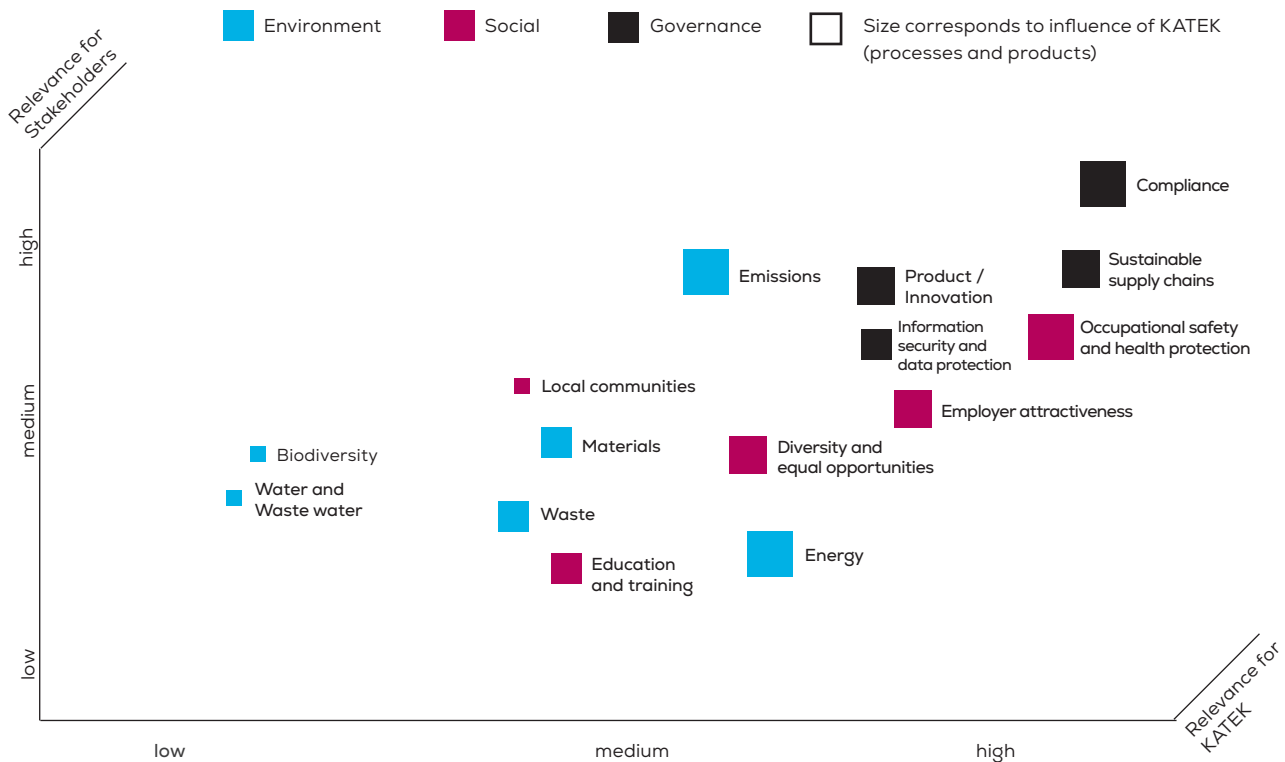 Environment
Social
Governance
Size corresponds to influence of KATEK
(processes and products)
Relevance for
Stakeholders
high
medium
low
Compliance
Sustainable
supply chains
Emissions
Product /
Innovation
Information
security and
data protection
Occupational safety
and health protection
Local communities
Employer attractiveness
Materials
Diversity and
equal opportunities
Biodiversity
Water and
Waste water
Waste
Energy
Education
and training
low
medium
high
Relevance for
KATEK